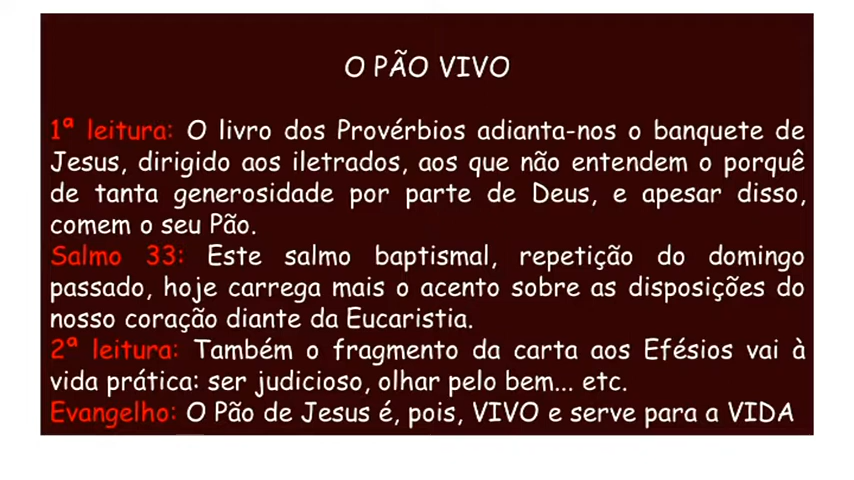 O PÃO VIVO
1ª leitura: O livro dos Provérbios adianta-nos o banquete de
Jesus, dirigido aos iletrados, aos que não entendem o porquê
de tanta generosidade por parte de Deus, e apesar disso,
comem o seu Pão.
Salmo 33: Este salmo baptismal, repetição do domingo
passado, hoje carrega mais o acento sobre as disposições do
nosso coração diante da Eucaristia.
2ª leitura: Também o fragmento da carta aos Efésios vai à
vida prática: ser judicioso, olhar pelo bem... etc.
Evangelho: O Pão de Jesus é, pois, VIVO e serve para a VIDA